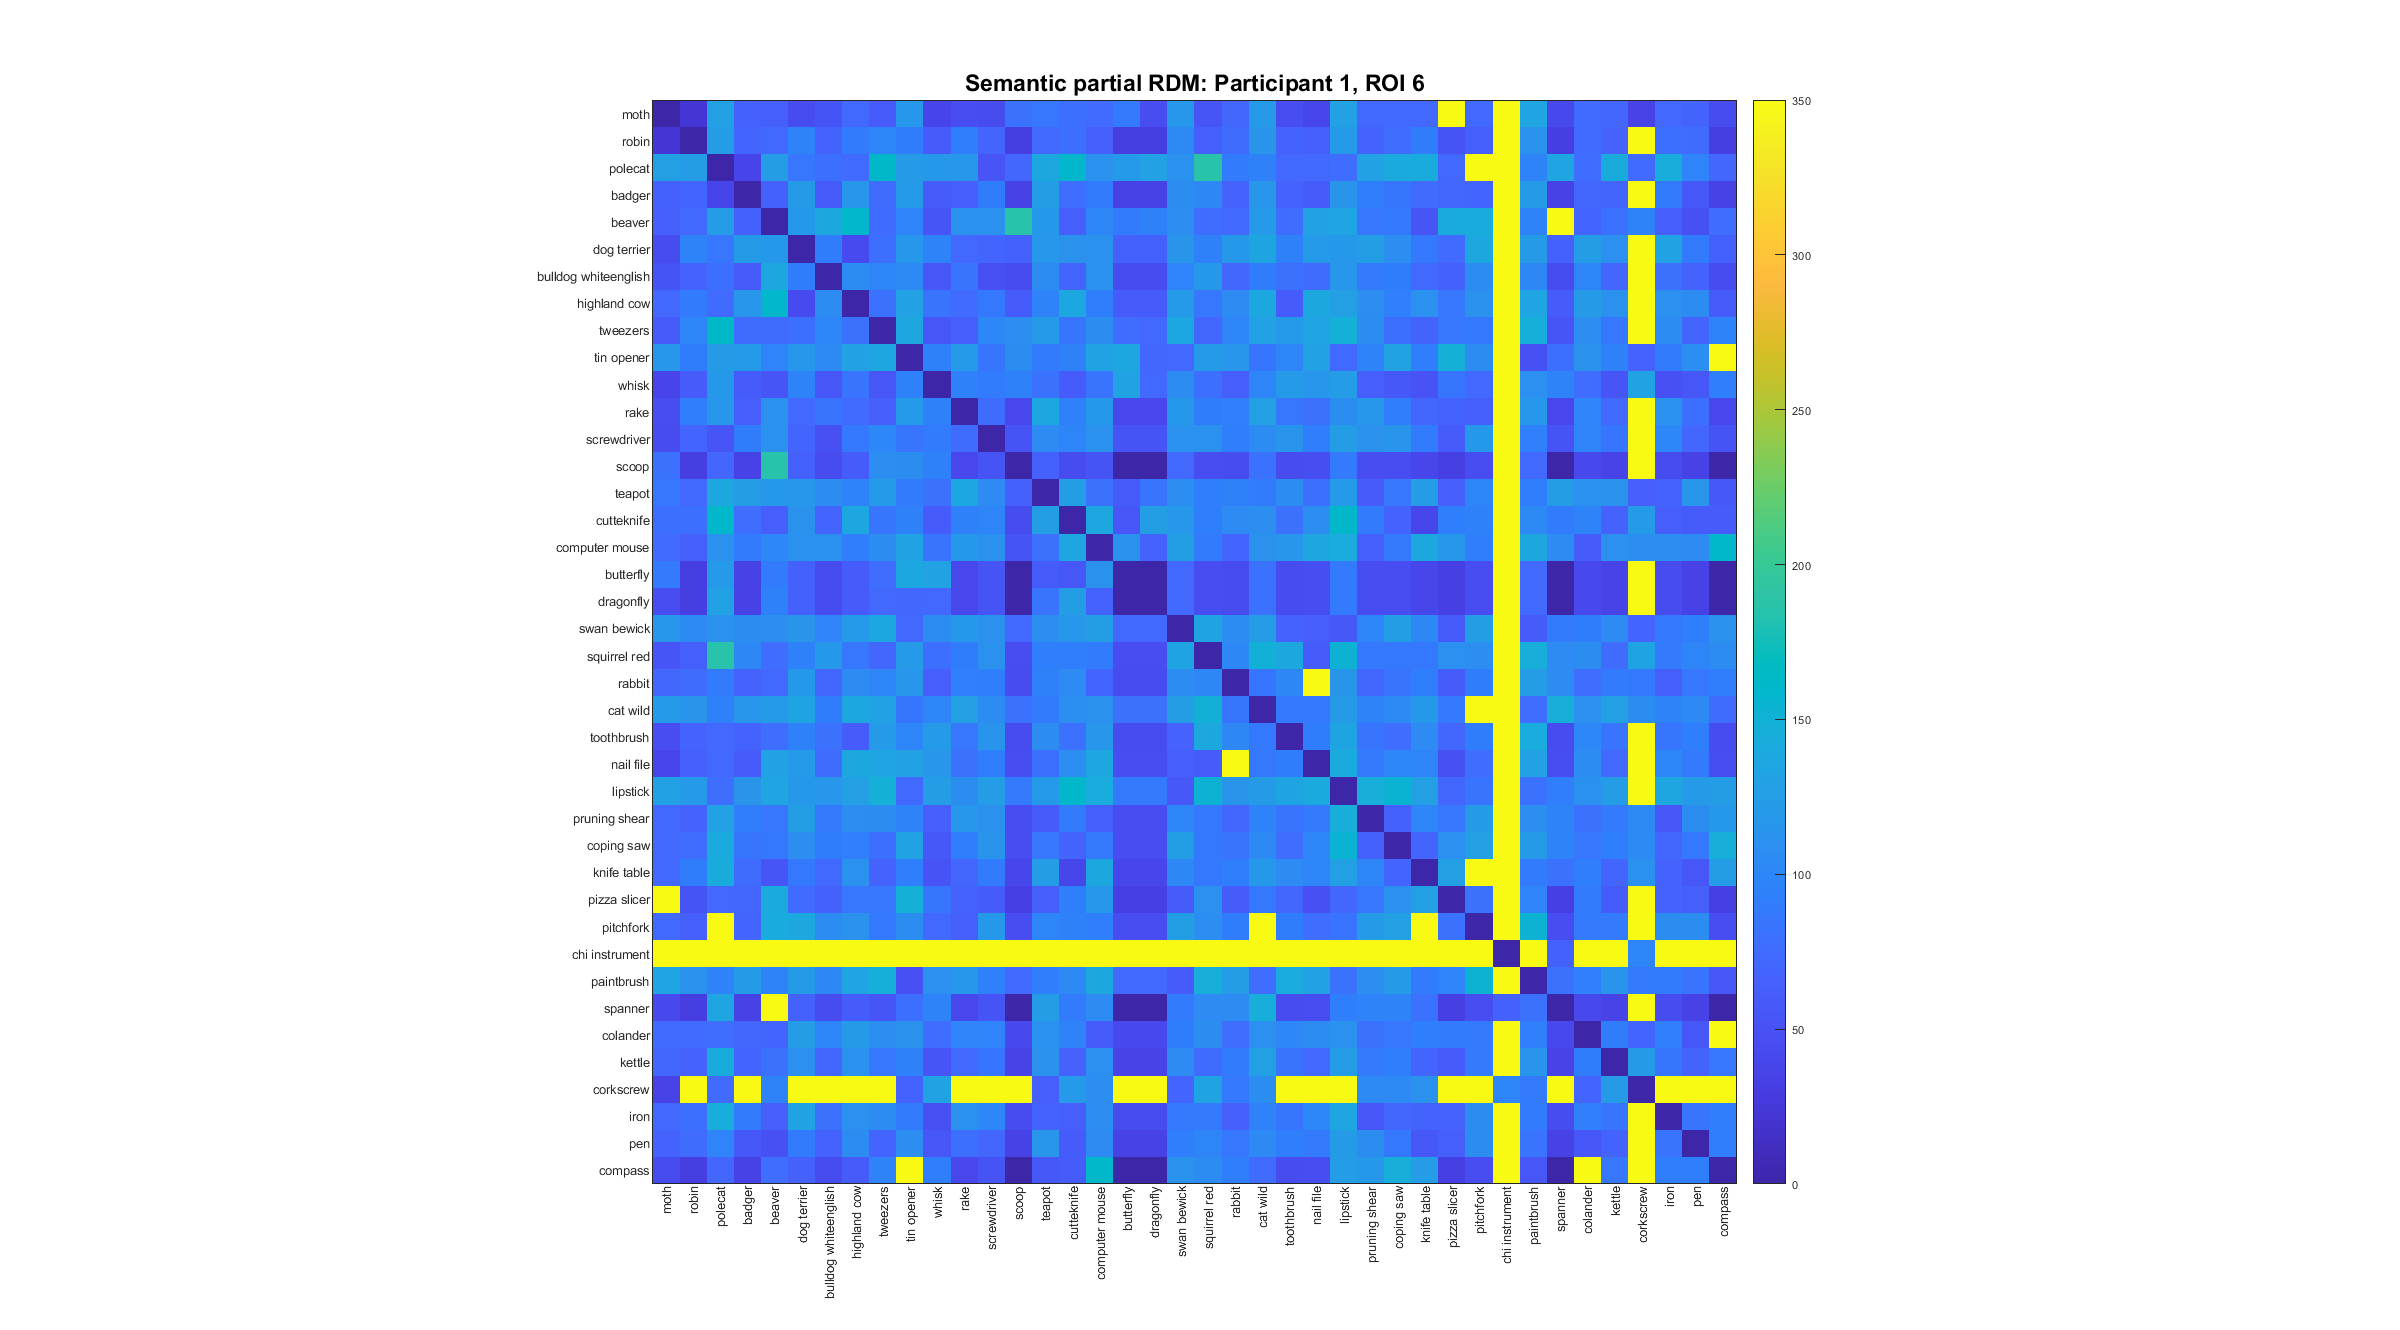 Semantic partial RDM: Participant 1, ROI 6
moth
robin
polecat
badger
beaver
dog terrier
bulldog whiteenglish
highland cow
tweezers
tin opener
whisk
rake
screwdriver
scoop
teapot
cutteknife
computer mouse
butterfly
dragonfly
swan bewick
squirrel red
rabbit
cat wild
toothbrush
nail file
lipstick
pruning shear
coping saw
knife table
pizza slicer
pitchfork
chi instrument
paintbrush
spanner
colander
kettle
corkscrew
iron
pen
compass
moth
robin
polecat
badger
beaver
dog terrier
bulldog whiteenglish
highland cow
tweezers
tin opener
whisk
rake
screwdriver
scoop
teapot
cutteknife
computer mouse
butterfly
dragonfly
swan bewick
squirrel red
rabbit
cat wild
toothbrush
nail file
lipstick
pruning shear
coping saw
knife table
pizza slicer
pitchfork
chi instrument
paintbrush
spanner
colander
kettle
corkscrew
iron
pen
compass
350
300
250
200
150
100
50
0